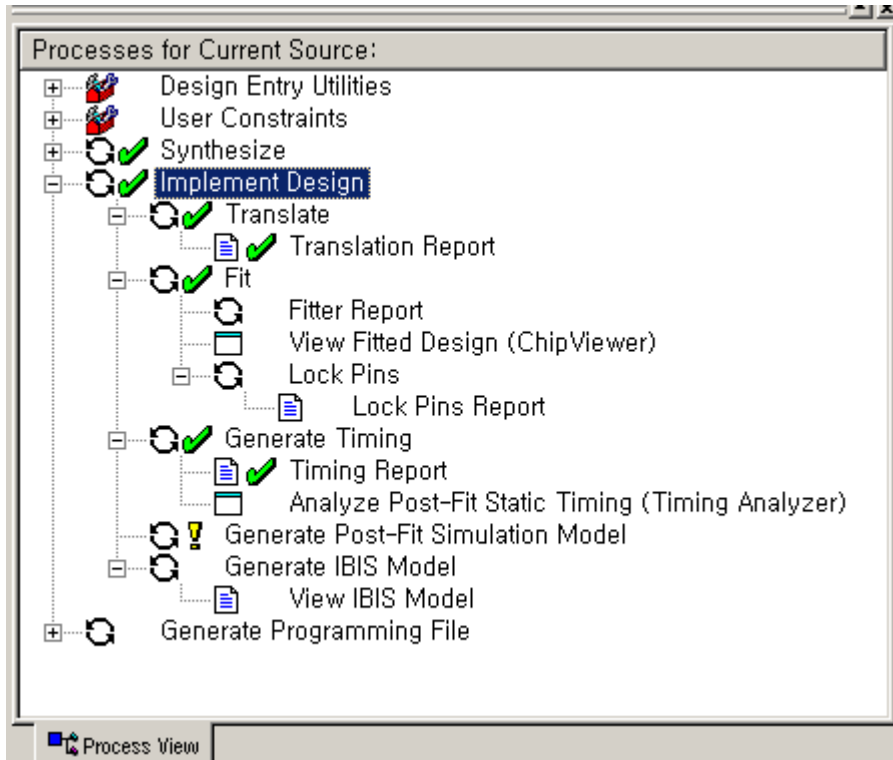 Processes for Current Source:
Design Entry Utilities
User Constraints
Synthesize
Implement Design
Translate
Translation Report
Fit
Fitter Report
View Fitted Design (ChipViewer)
Lock Pins
Lock Pins Report
Generate Timing
Timing Report
Analyze Post-Fit Static Timing (Timing Analyzer)
Generate Post-Fit Simulation Model
Generate IBIS Model
View IBIS Model
Generate Programming File
Process View